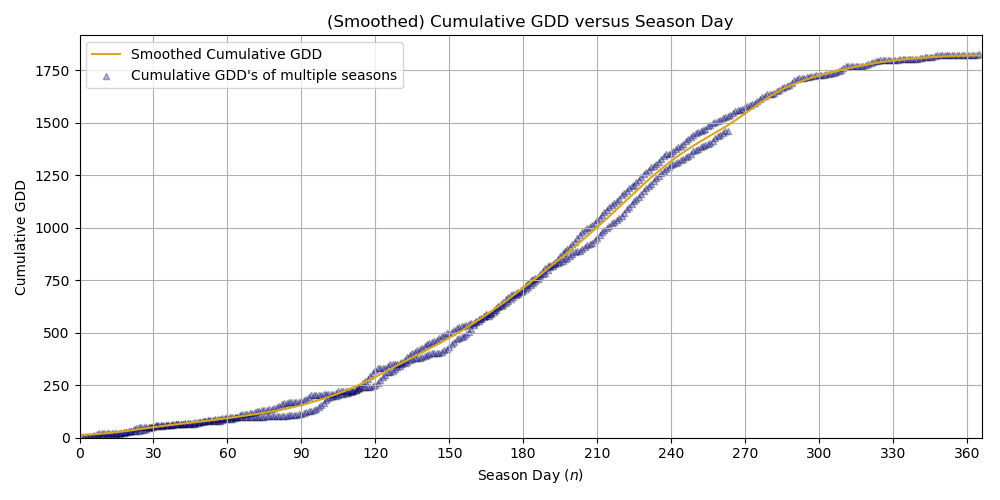 (Smoothed) Cumulative GDD versus Season Day
Smoothed Cumulative GDD
Cumulative GDD's of multiple seasons
Cumulative GDD
1750
1500
1250
1000
750
500
250
0
0 30 60 90 120 150 180 210 240 270 300 330 360
Season Day (n)